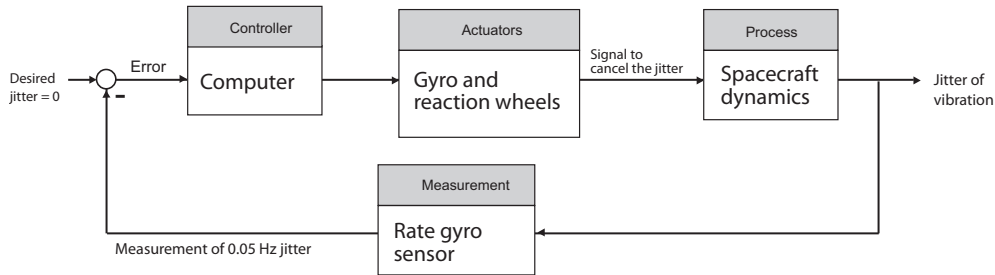 Controller
Actuators
Process
Desired
jitter = 0
Error
-
Computer
Gyro and
reaction wheels
Signal to
cancel the jitter
Spacecraft
dynamics
Jitter of
vibration
Measurement
Rate gyro
sensor
Measurement of 0.05 Hz jitter